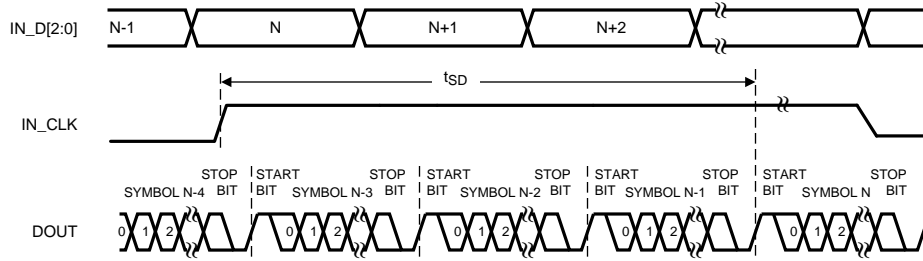 IN_D[2:0] N-1 N N+1 N+2
tSD
IN_CLK
STOP START STOP START STOP START STOP START STOP
SYMBOL N-4 BIT BIT SYMBOL N-3 BIT BIT SYMBOL N-2 BIT BIT SYMBOL N-1 BIT BIT SYMBOL N BIT
DOUT 0 1 2 0 1 2 0 1 2 0 1 2 0 1 2